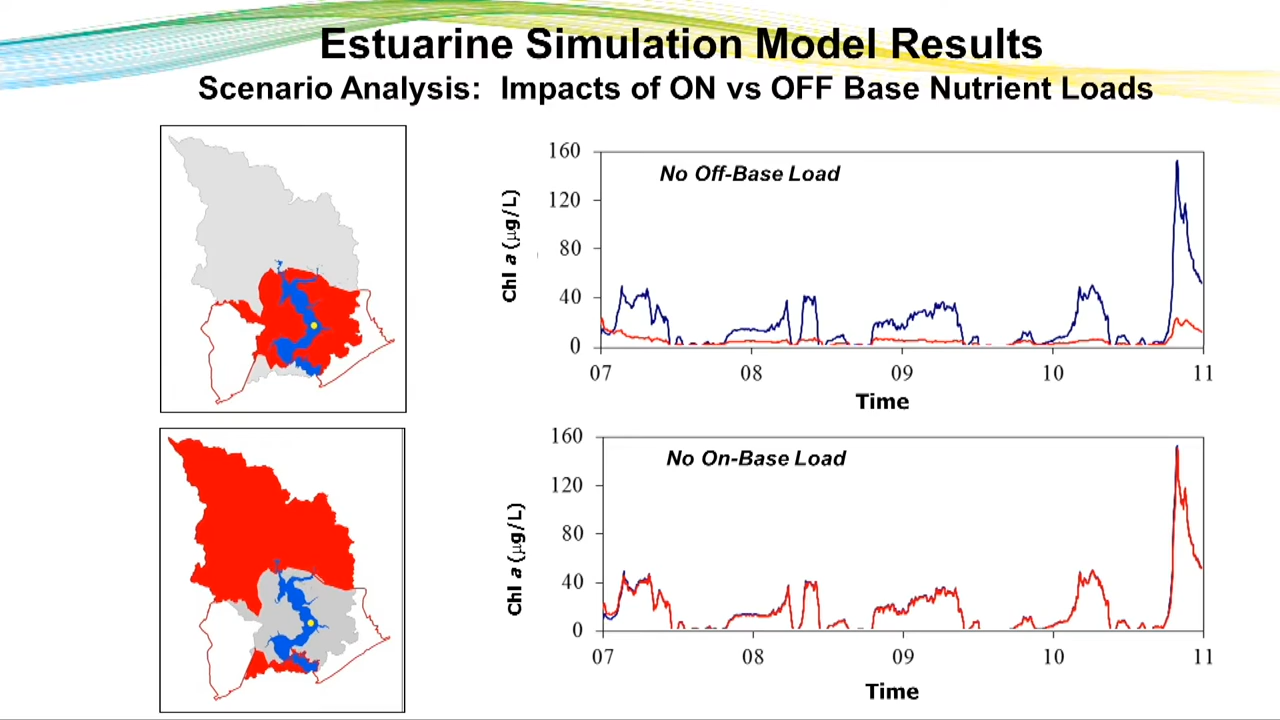 Estuarine Simulation Model Results
Scenario Analysis: Impacts of ON vs OFF Base Nutrient Loads
No Off-Base Load
Chl a (µg/L)
160
120
80
40
0
07 08 09 10 11
Time
No On-Base Load
Chl a (µg/L)
160
120
80
40
0
07 08 09 10 11
Time